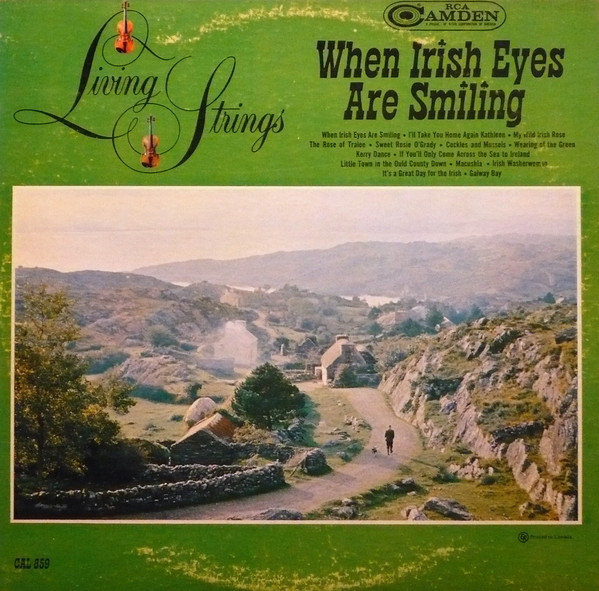 RCA
CAMDEN
Living
Strings
When Irish Eyes
Are Smiling
When Irish Eyes Are Smiling • I'll Take You Home Again Kathleen • My Wild Irish Rose
The Rose of Tralee • Sweet Rosie O'Grady • Cockles and Mussels • Wearing of the Green
Kerry Dance • If You'll Only Come Across the Sea to Ireland
Little Town in the Ould County Down • Macushla • Irish Washerwoman
It's a Great Day for the Irish • Galway Bay
CAL 859
Printed in Canada